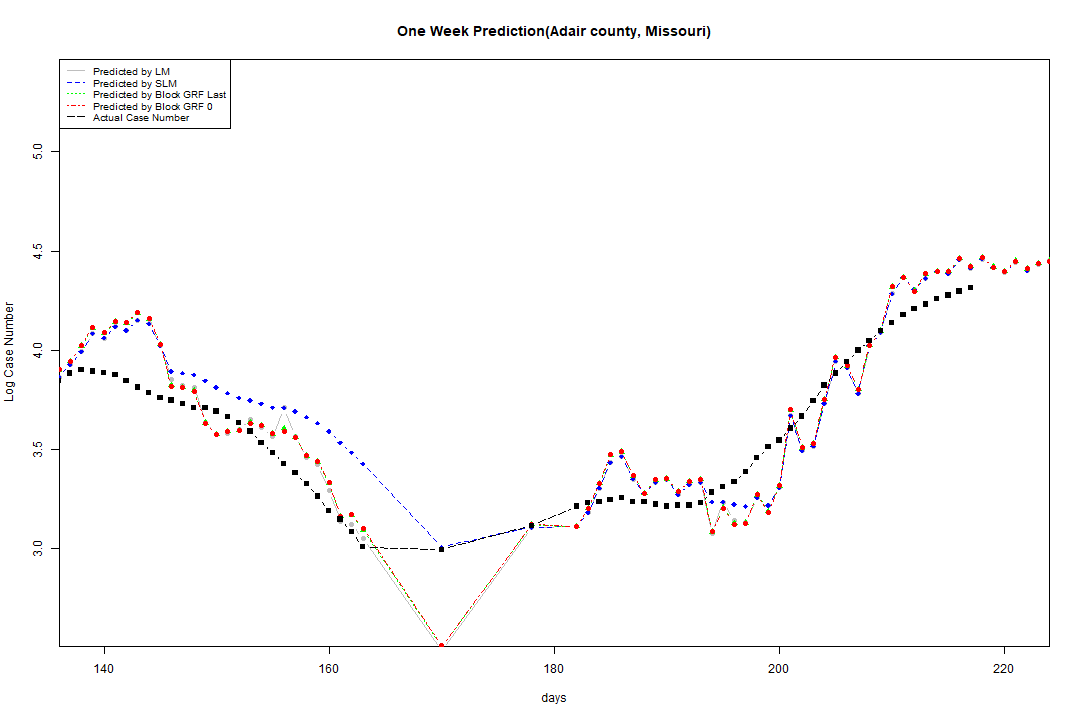 One Week Prediction(Adair county, Missouri)
Predicted by LM
Predicted by SLM
Predicted by Block GRF Last
Predicted by Block GRF 0
Actual Case Number
5.0
4.5
4.0
3.5
3.0
Log Case Number
140 160 180 200 220
days